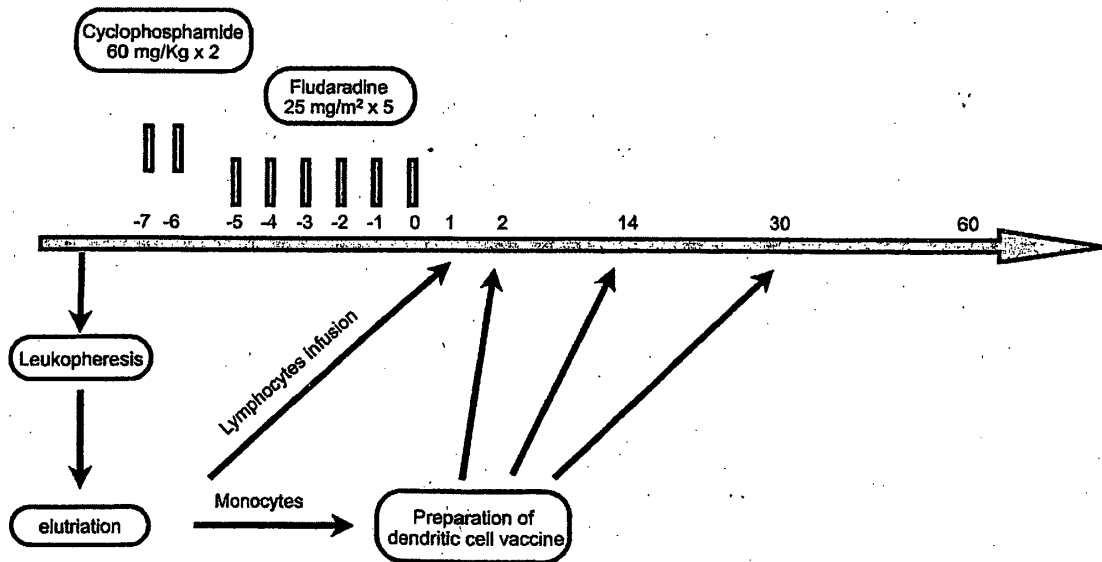 Cyclophosphamide
60 mg/Kg x 2
Fludaradine
25 mg/m² x 5
-7 -6 -5 -4 -3 -2 -1 0 1 2 14 30 60
Leukopheresis
Lymphocytes infusion
elutriation
Monocytes
Preparation of
dendritic cell vaccine